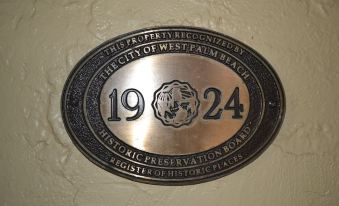 THIS PROPERTY RECOGNIZED BY
THE CITY OF WEST PALM BEACH
19 24
HISTORIC PRESERVATION BOARD
REGISTER OF HISTORIC PLACES